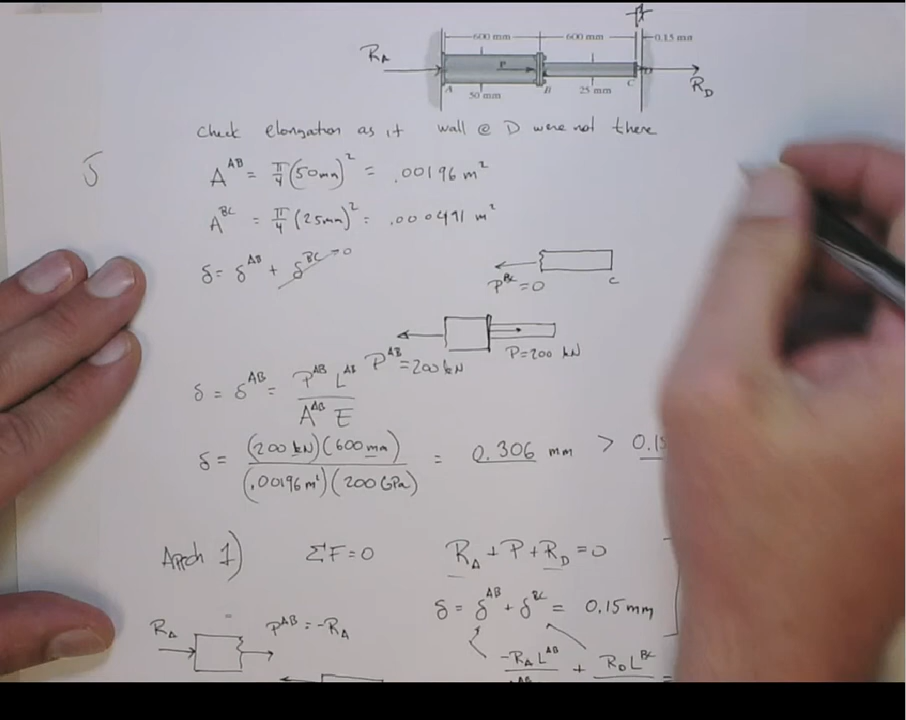 600 mm 600 mm 0.15 mm
R_A P R_D
A B C D
50 mm 25 mm
check elongation as if wall @ D were not there
A^AB = π/4 (50mm)² = .00196 m²
A^BC = π/4 (25mm)² = .000491 m²
δ = δ^AB + δ^BC → 0
P^BC = 0 C
P^AB = 200 kN P = 200 kN
δ = δ^AB = P^AB L^AB / A^AB E
δ = (200 kN)(600 mm) / (.00196 m²)(200 GPa) = 0.306 mm > 0.15
Appch 1) ΣF = 0 R_A + P + R_D = 0
δ = δ^AB + δ^BC = 0.15 mm
R_A P^AB = -R_A
-R_A L^AB + R_D L^BC =